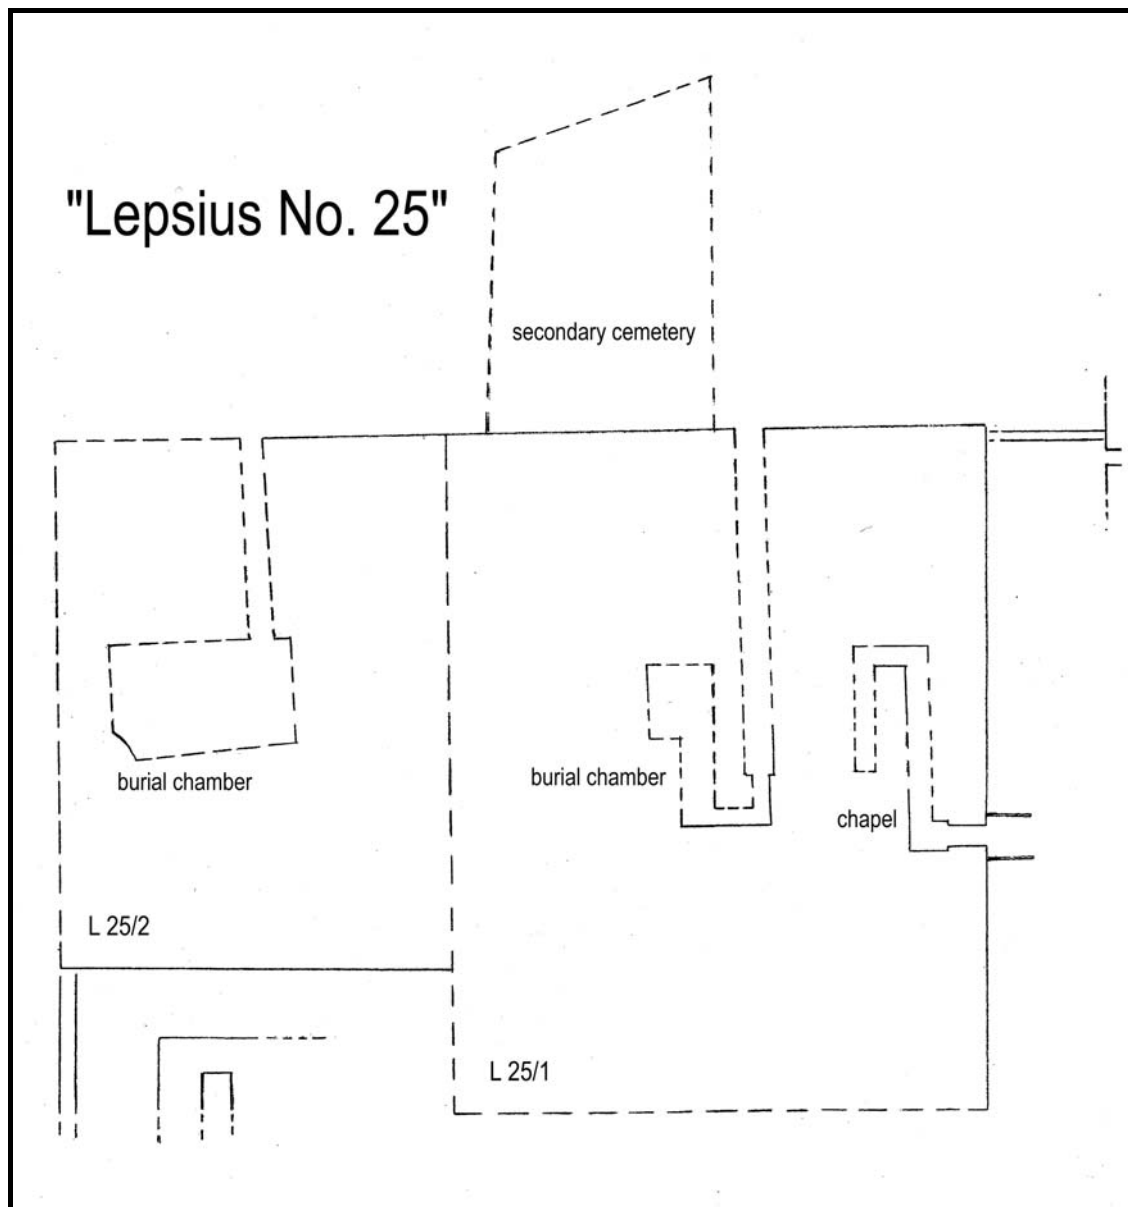 "Lepsius No. 25"
secondary cemetery
burial chamber
burial chamber
chapel
L 25/2
L 25/1